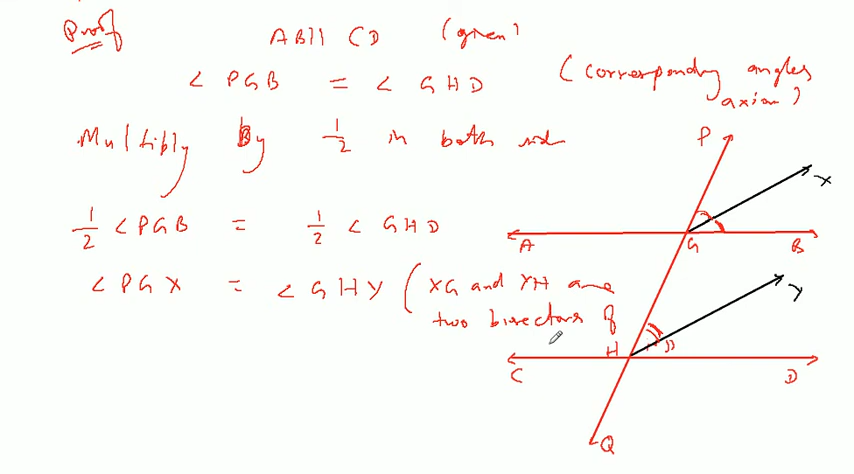 Proof
AB || CD (given)
∠PGB = ∠GHD
(corresponding angles
axiom)
Multiply by 1/2 in both side
1/2 ∠PGB = 1/2 ∠GHD
∠PGX = ∠GHY (XG and YH are
two bisectors of
P
X
A
G
B
Y
H
C
D
Q